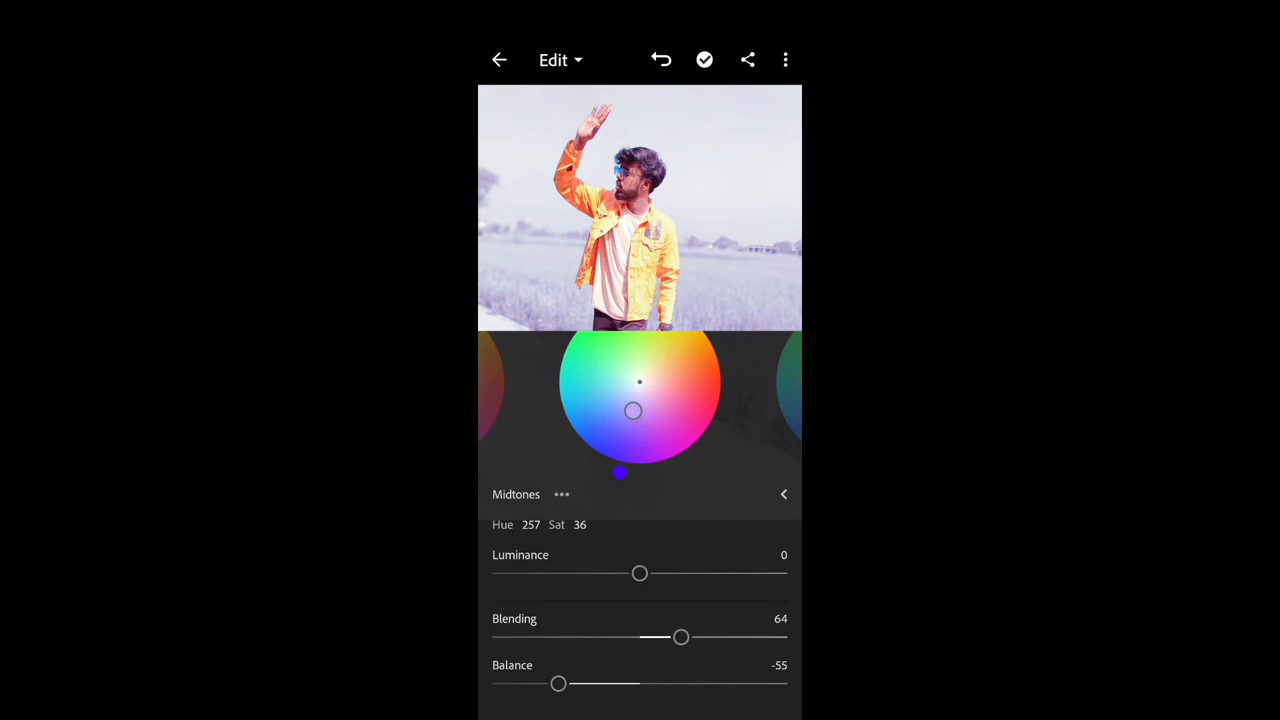 Edit
Midtones
Hue 257 Sat 36
Luminance 0
Blending 64
Balance -55